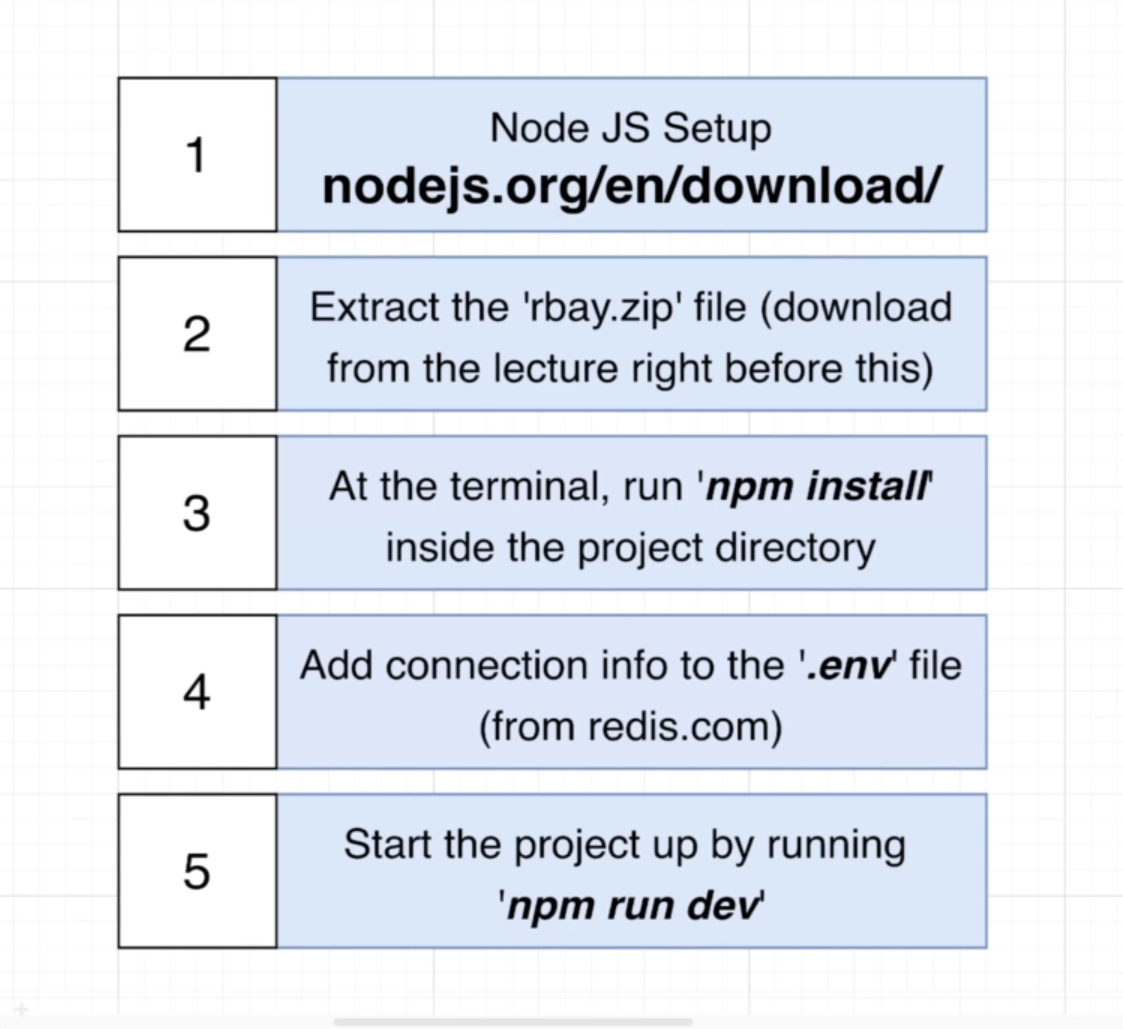 1
Node JS Setup
nodejs.org/en/download/
2
Extract the 'rbay.zip' file (download
from the lecture right before this)
3
At the terminal, run 'npm install'
inside the project directory
4
Add connection info to the '.env' file
(from redis.com)
5
Start the project up by running
'npm run dev'